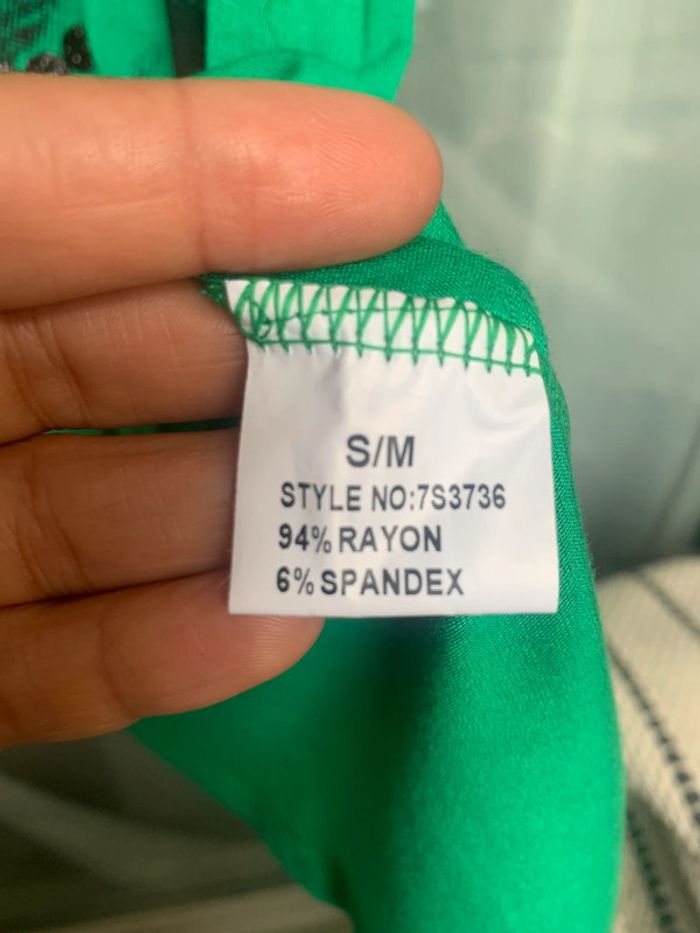 S/M
STYLE NO:7S3736
94% RAYON
6% SPANDEX